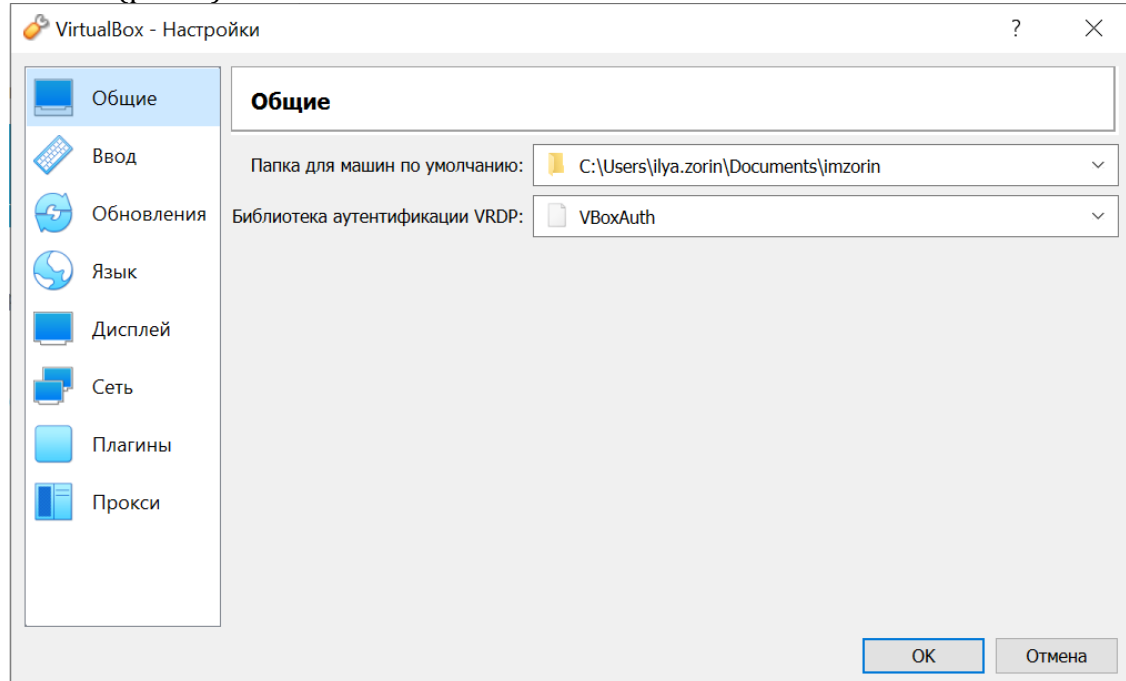 VirtualBox - Настройки ?
Общие
Ввод
Обновления
Язык
Дисплей
Сеть
Плагины
Прокси
Общие
Папка для машин по умолчанию: C:\Users\ilya.zorin\Documents\imzorin
Библиотека аутентификации VRDP: VBoxAuth
OK Отмена